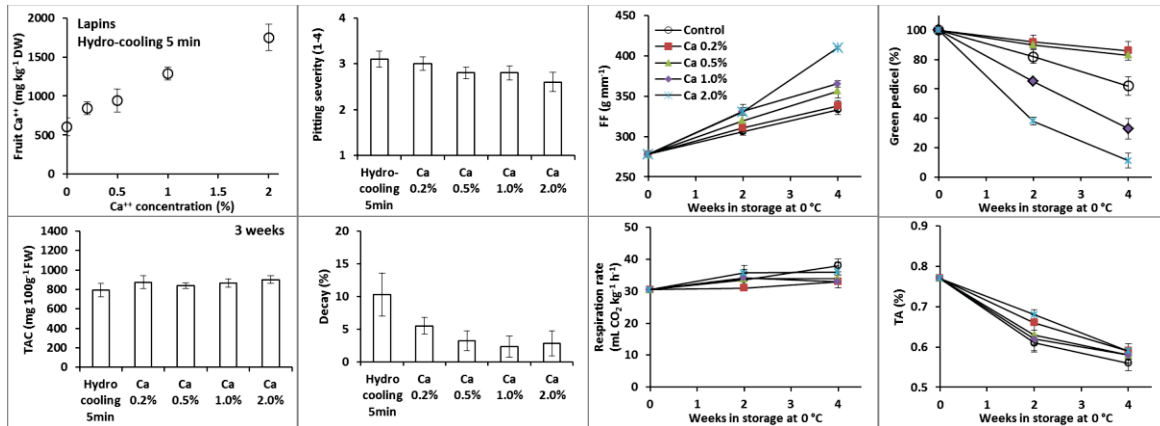 Lapins
Hydro-cooling 5 min
Fruit Ca⁺⁺ (mg kg⁻¹ DW)
2000
1500
1000
500
0
0
0.5
1
2
Ca⁺⁺ concentration (%)
Pitting severity (1-4)
4
3
2
1
Hydro-
cooling
5min
Ca
0.2%
Ca
0.5%
Ca
1.0%
Ca
2.0%
FF (g mm⁻¹)
450
400
350
300
250
Control
Ca 0.2%
Ca 0.5%
Ca 1.0%
Ca 2.0%
0
1
2
3
4
Weeks in storage at 0 °C
Green pedicel (%)
100
80
60
40
20
0
0
1
2
3
4
Weeks in storage at 0 °C
3 weeks
TAC (mg 100g⁻¹ FW)
1400
1200
1000
800
600
400
200
0
Hydro
cooling
5min
Ca
0.2%
Ca
0.5%
Ca
1.0%
Ca
2.0%
Decay (%)
20
15
10
5
0
Hydro
cooling
5min
Ca
0.2%
Ca
0.5%
Ca
1.0%
Ca
2.0%
Respiration rate
(mL CO₂ kg⁻¹ h⁻¹)
50
40
30
20
10
0
0
1
2
3
4
Weeks in storage at 0 °C
TA (%)
0.9
0.8
0.7
0.6
0.5
0
1
2
3
4
Weeks in storage at 0 °C